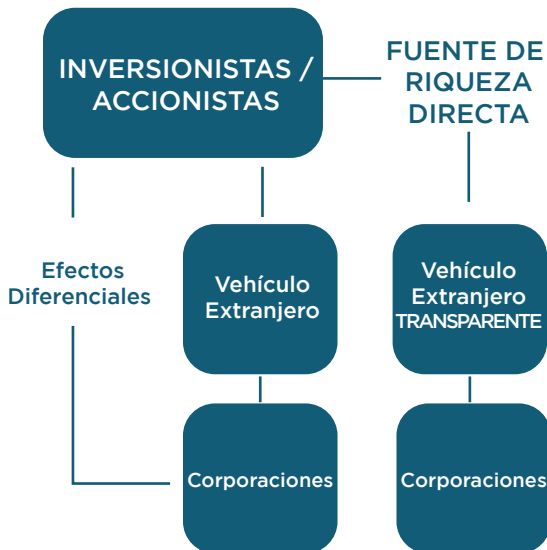 INVERSIONISTAS /
ACCIONISTAS
FUENTE DE
RIQUEZA
DIRECTA
Efectos
Diferenciales
Vehículo
Extranjero
Vehículo
Extranjero
TRANSPARENTE
Corporaciones
Corporaciones